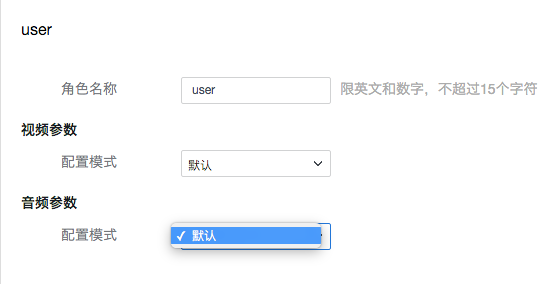 user
角色名称 user 限英文和数字，不超过15个字符
视频参数
配置模式 默认
音频参数
配置模式 ✓ 默认